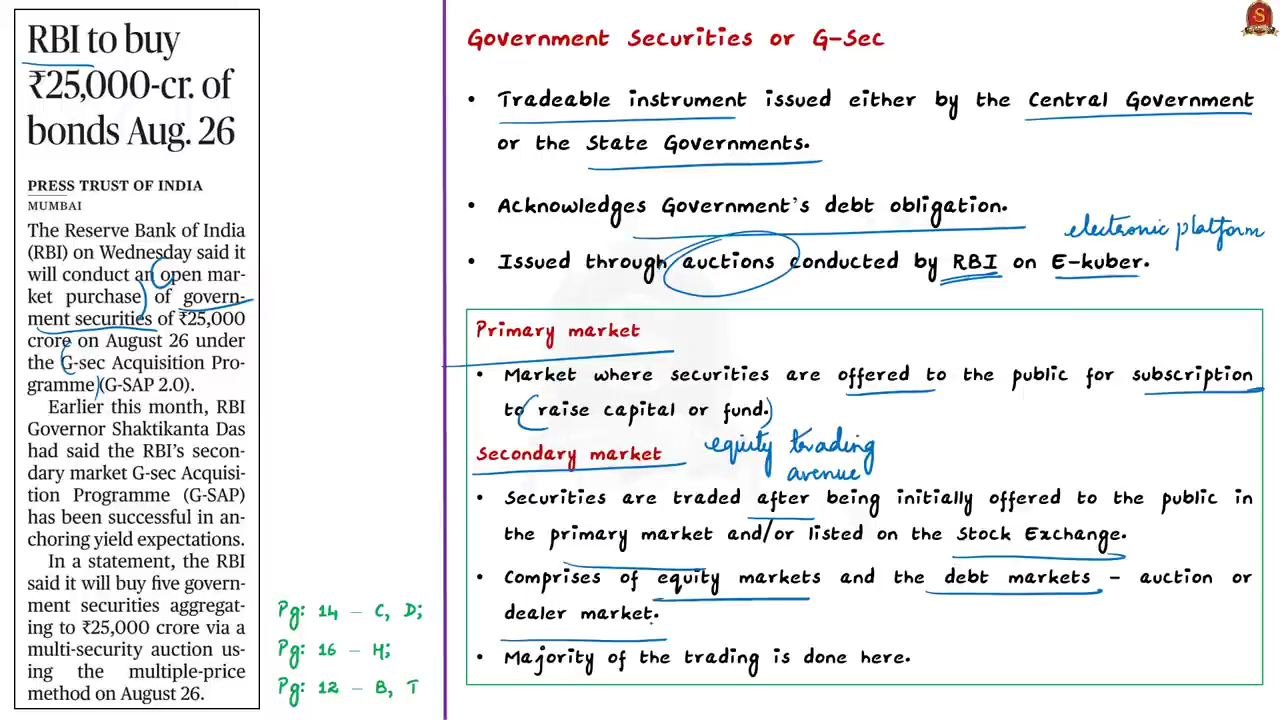 RBI to buy
₹25,000-cr. of
bonds Aug. 26
PRESS TRUST OF INDIA
MUMBAI
The Reserve Bank of India
(RBI) on Wednesday said it
will conduct an open mar-
ket purchase of govern-
ment securities of ₹25,000
crore on August 26 under
the G-sec Acquisition Pro-
gramme (G-SAP 2.0).
Earlier this month, RBI
Governor Shaktikanta Das
had said the RBI's secon-
dary market G-sec Acquisi-
tion Programme (G-SAP)
has been successful in an-
choring yield expectations.
In a statement, the RBI
said it will buy five govern-
ment securities aggregat-
ing to ₹25,000 crore via a
multi-security auction us-
ing the multiple-price
method on August 26.
Pg: 14 – C, D;
Pg: 16 – H;
Pg: 12 – B, T
Government Securities or G-Sec
• Tradeable instrument issued either by the Central Government
or the State Governments.
• Acknowledges Government's debt obligation.
electronic platform
• Issued through auctions conducted by RBI on E-kuber.
Primary market
• Market where securities are offered to the public for subscription
to raise capital or fund.
Secondary market
equity trading
avenue
• Securities are traded after being initially offered to the public in
the primary market and/or listed on the Stock Exchange.
• Comprises of equity markets and the debt markets – auction or
dealer market.
• Majority of the trading is done here.